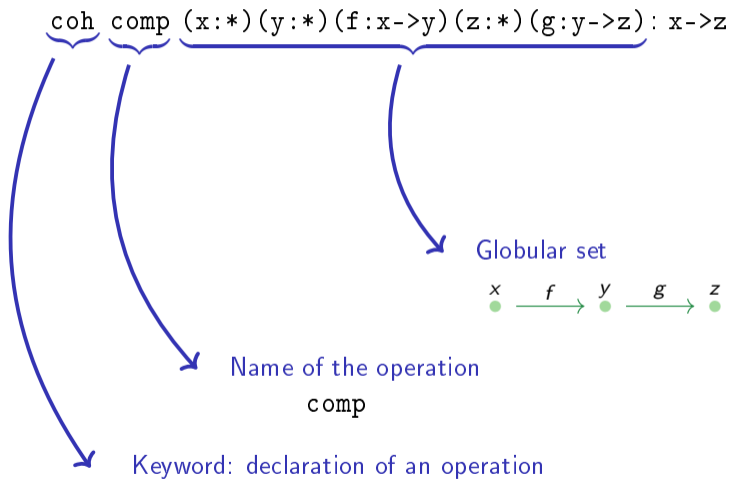 coh comp (x:*)(y:*)(f:x->y)(z:*)(g:y->z): x->z
Globular set
x f y g z
Name of the operation
comp
Keyword: declaration of an operation